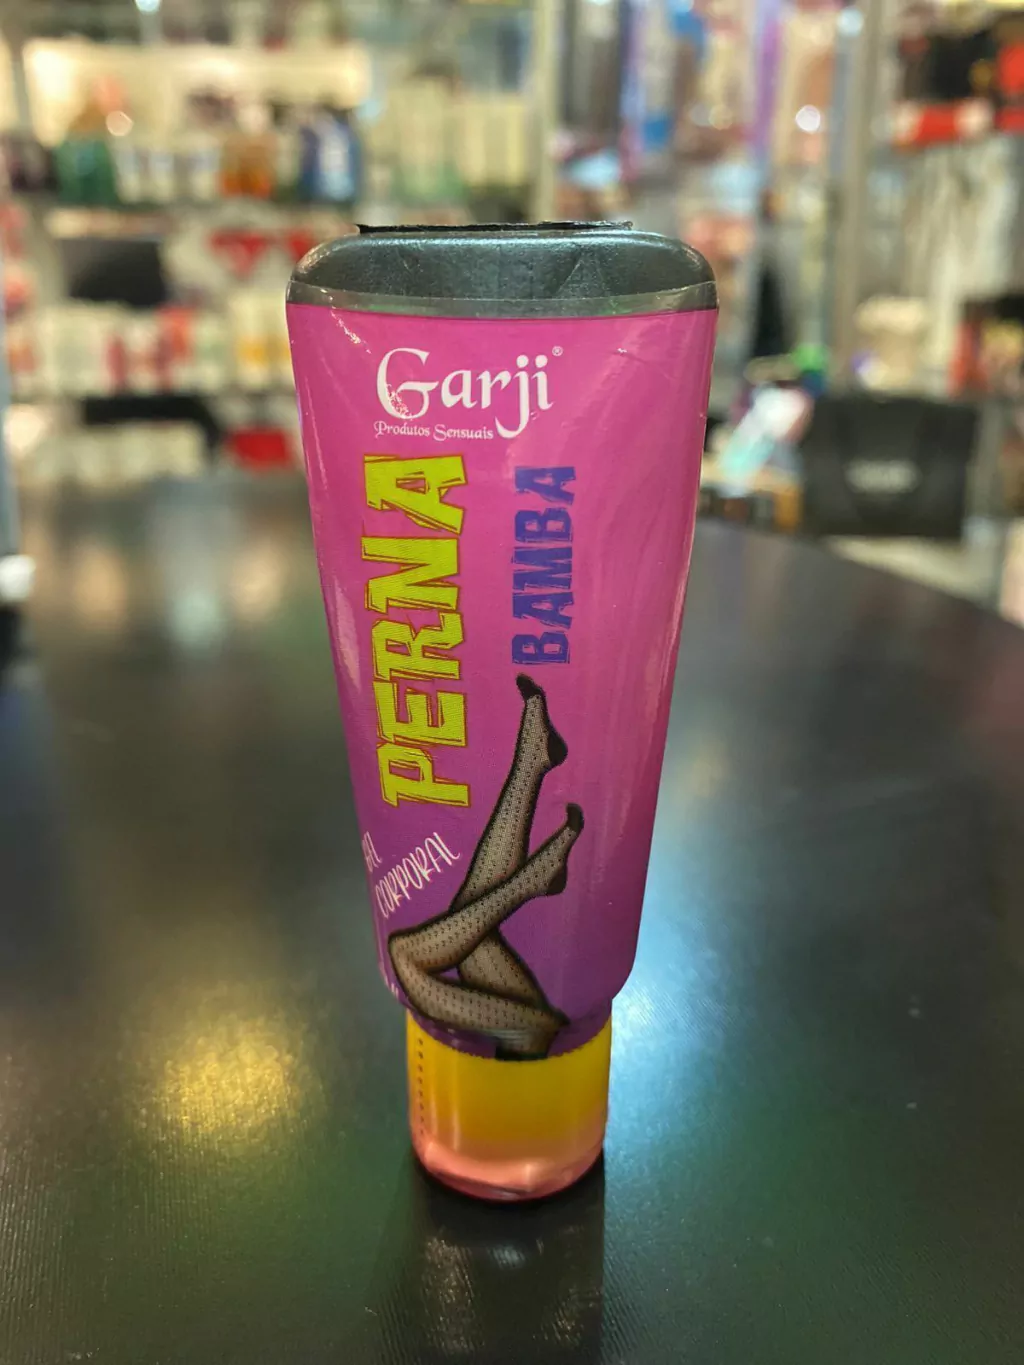 Garji®
Produtos Sensuais
PERNA
BAMBA
GEL
CORPORAL